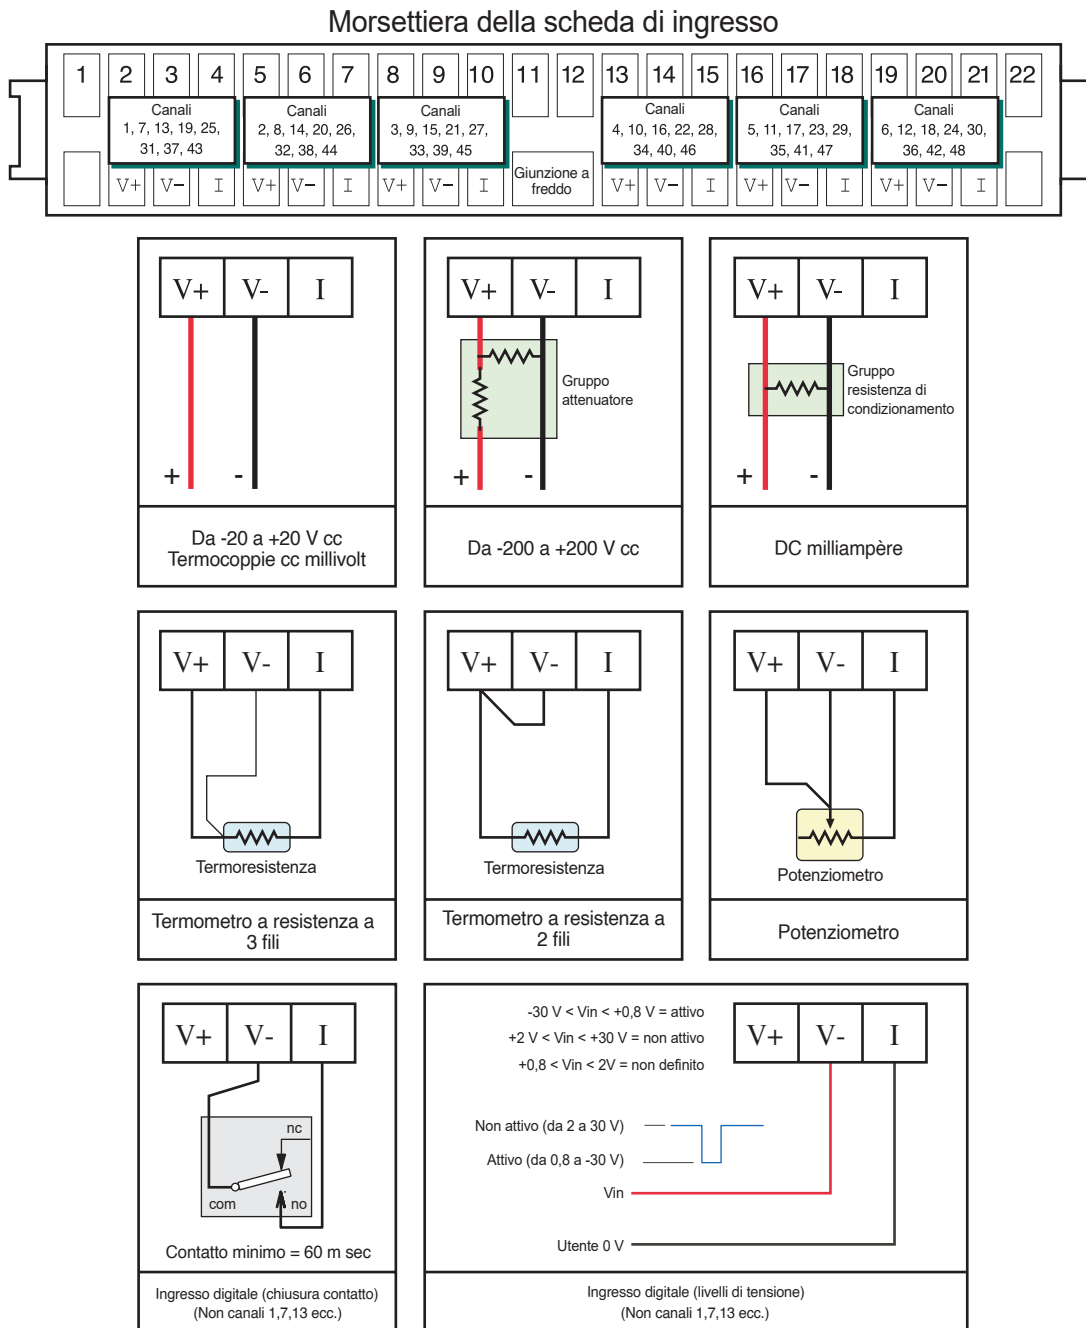 Morsettiera della scheda di ingresso
1 2 3 4 5 6 7 8 9 10 11 12 13 14 15 16 17 18 19 20 21 22
Canali
1, 7, 13, 19, 25,
31, 37, 43
Canali
2, 8, 14, 20, 26,
32, 38, 44
Canali
3, 9, 15, 21, 27,
33, 39, 45
Canali
4, 10, 16, 22, 28,
34, 40, 46
Canali
5, 11, 17, 23, 29,
35, 41, 47
Canali
6, 12, 18, 24, 30,
36, 42, 48
V+ V- I V+ V- I V+ V- I
Giunzione a
freddo
V+ V- I V+ V- I V+ V- I
V+ V- I
+ -
Da -20 a +20 V cc
Termocoppie cc millivolt
V+ V- I
Gruppo
attenuatore
+ -
Da -200 a +200 V cc
V+ V- I
Gruppo
resistenza di
condizionamento
+ -
DC milliampère
V+ V- I
Termoresistenza
Termometro a resistenza a
3 fili
V+ V- I
Termoresistenza
Termometro a resistenza a
2 fili
V+ V- I
Potenziometro
Potenziometro
V+ V- I
nc
com
no
Contatto minimo = 60 m sec
Ingresso digitale (chiusura contatto)
(Non canali 1,7,13 ecc.)
-30 V < Vin < +0,8 V = attivo
+2 V < Vin < +30 V = non attivo
+0,8 < Vin < 2V = non definito
V+ V- I
Non attivo (da 2 a 30 V)
Attivo (da 0,8 a -30 V)
Vin
Utente 0 V
Ingresso digitale (livelli di tensione)
(Non canali 1,7,13 ecc.)